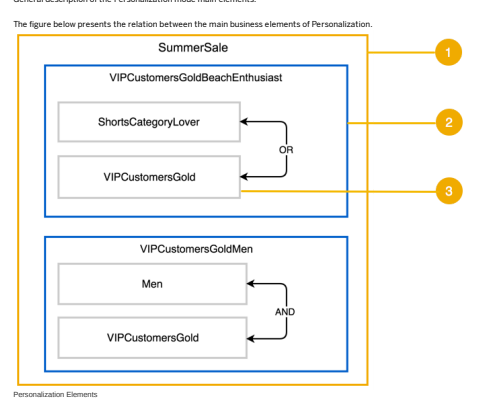 General description of the Personalization mode main elements.
The figure below presents the relation between the main business elements of Personalization.
SummerSale
1
VIPCustomersGoldBeachEnthusiast
ShortsCategoryLover
2
OR
VIPCustomersGold
3
VIPCustomersGoldMen
Men
AND
VIPCustomersGold
Personalization Elements